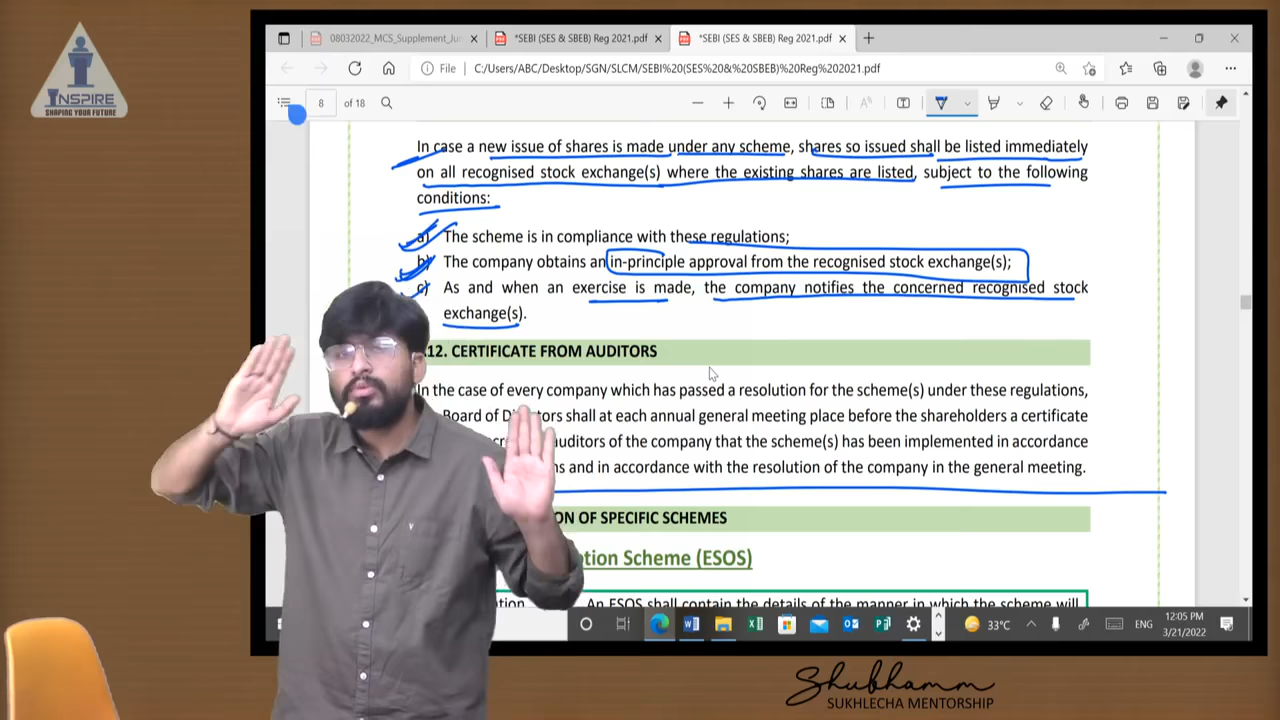 INSPIRE
SHAPING YOUR FUTURE
08032022_MCS_Supplement_Jun
*SEBI (SES & SBEB) Reg 2021.pdf
*SEBI (SES & SBEB) Reg 2021.pdf
File
C:/Users/ABC/Desktop/SGN/SLCM/SEBI%20(SES%20&%20SBEB)%20Reg%202021.pdf
8 of 18
In case a new issue of shares is made under any scheme, shares so issued shall be listed immediately
on all recognised stock exchange(s) where the existing shares are listed, subject to the following
conditions:
a) The scheme is in compliance with these regulations;
b) The company obtains an in-principle approval from the recognised stock exchange(s);
c) As and when an exercise is made, the company notifies the concerned recognised stock
exchange(s).
12. CERTIFICATE FROM AUDITORS
In the case of every company which has passed a resolution for the scheme(s) under these regulations,
Board of shall at each annual general meeting place before the shareholders a certificate
auditors of the company that the scheme(s) has been implemented in accordance
and in accordance with the resolution of the company in the general meeting.
OF SPECIFIC SCHEMES
Scheme (ESOS)
An ESOS shall contain the details of the manner in which the scheme will
33°C
ENG
12:05 PM
3/21/2022
Shubhamm
SUKHLECHA MENTORSHIP